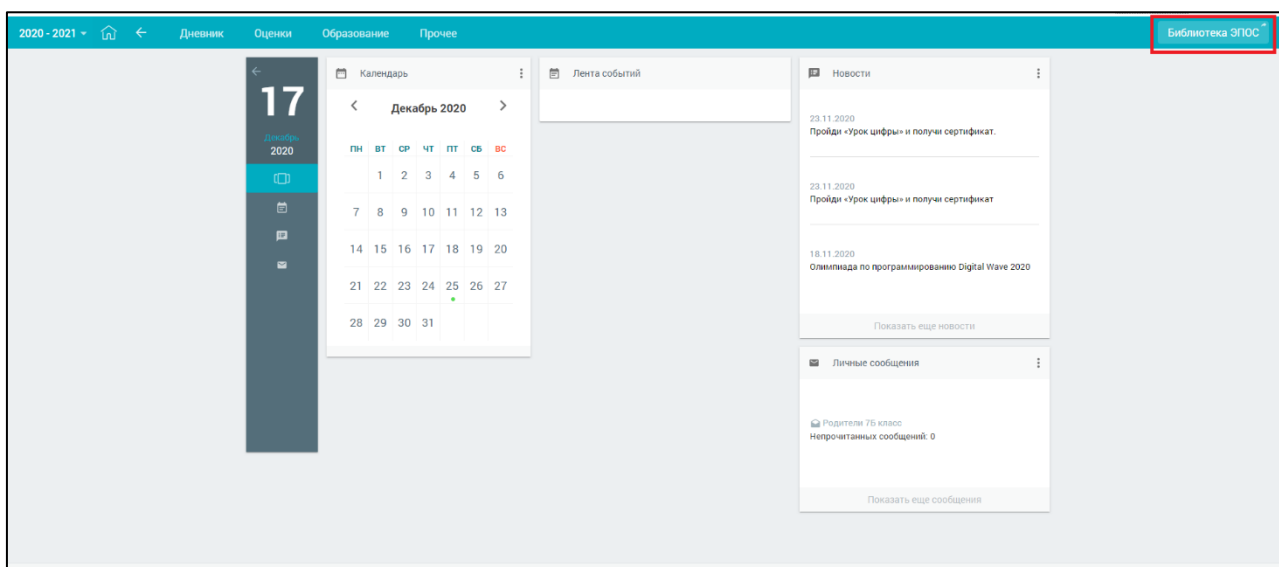 2020 - 2021
Дневник
Оценки
Образование
Прочее
Библиотека ЭПОС
17
Декабрь
2020
Календарь
Декабрь 2020
ПН ВТ СР ЧТ ПТ СБ ВС
1 2 3 4 5 6
7 8 9 10 11 12 13
14 15 16 17 18 19 20
21 22 23 24 25 26 27
28 29 30 31
Лента событий
Новости
23.11.2020
Пройди «Урок цифры» и получи сертификат.
23.11.2020
Пройди «Урок цифры» и получи сертификат
18.11.2020
Олимпиада по программированию Digital Wave 2020
Показать еще новости
Личные сообщения
Родители 7Б класс
Непрочитанных сообщений: 0
Показать еще сообщения